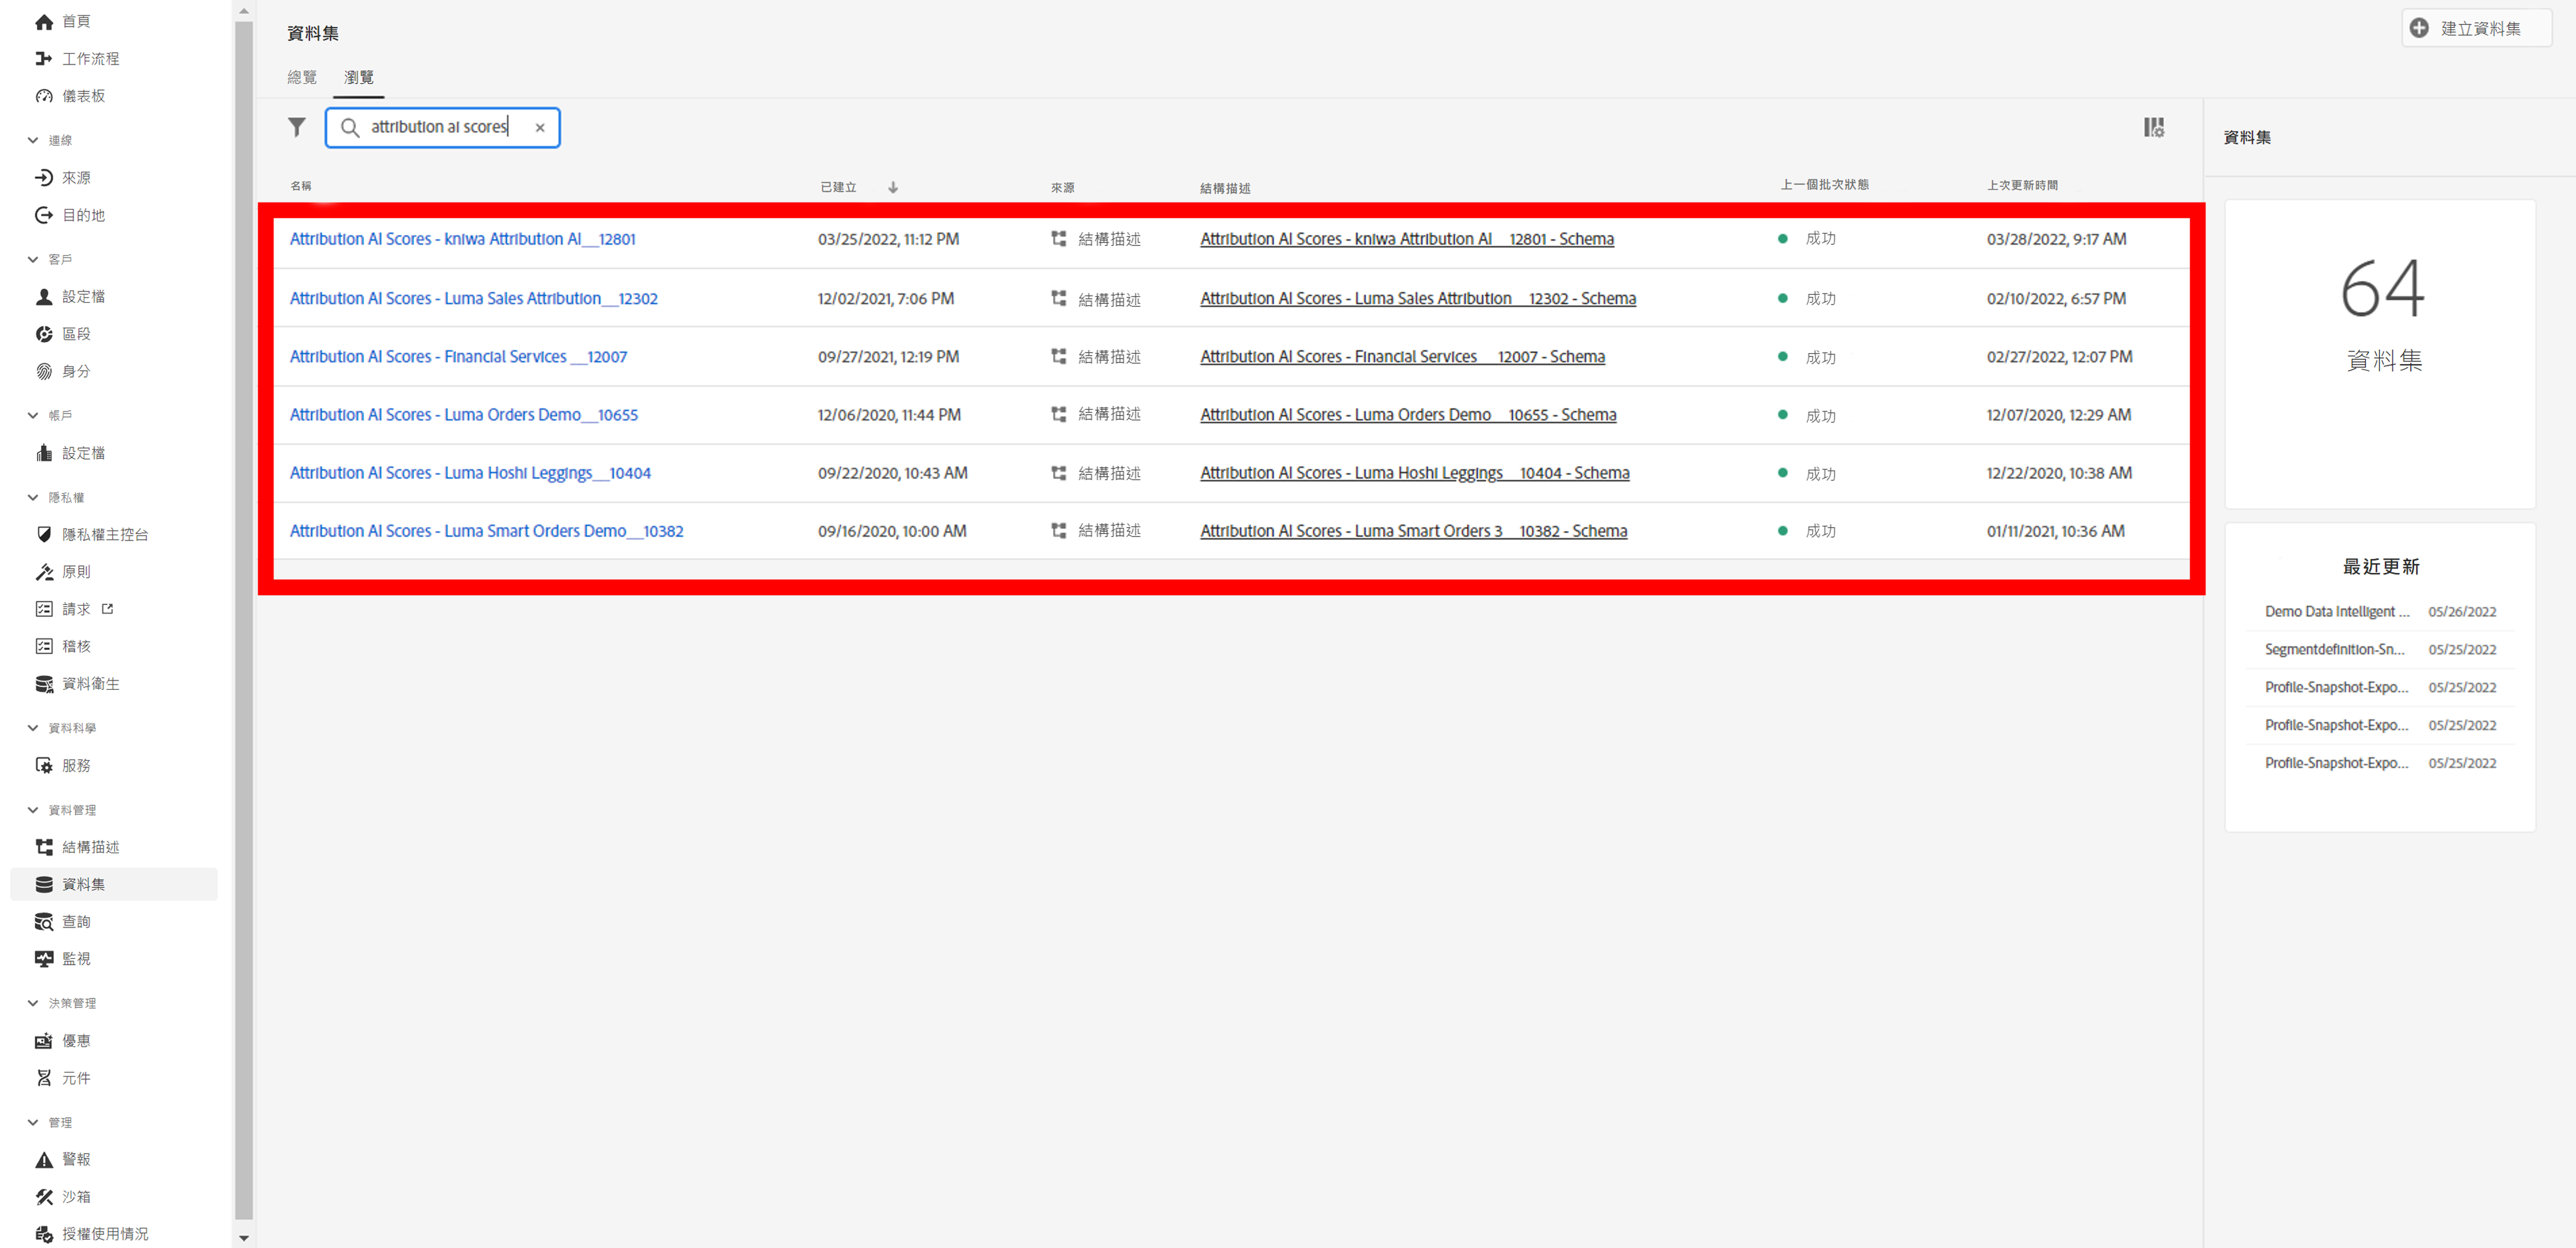 首頁
工作流程
儀表板
連線
來源
目的地
客戶
設定檔
區段
身分
帳戶
設定檔
隱私權
隱私權主控台
原則
請求
稽核
資料衛生
資料科學
服務
資料管理
結構描述
資料集
查詢
監視
決策管理
優惠
元件
管理
警報
沙箱
授權使用情況
資料集
建立資料集
總覽 瀏覽
attribution ai scores
名稱 已建立 來源 結構描述 上一個批次狀態 上次更新時間
Attribution AI Scores - kniwa Attribution AI__12801 03/25/2022, 11:12 PM 結構描述 Attribution AI Scores - kniwa Attribution AI__12801 - Schema 成功 03/28/2022, 9:17 AM
Attribution AI Scores - Luma Sales Attribution__12302 12/02/2021, 7:06 PM 結構描述 Attribution AI Scores - Luma Sales Attribution__12302 - Schema 成功 02/10/2022, 6:57 PM
Attribution AI Scores - Financial Services __12007 09/27/2021, 12:19 PM 結構描述 Attribution AI Scores - Financial Services __12007 - Schema 成功 02/27/2022, 12:07 PM
Attribution AI Scores - Luma Orders Demo__10655 12/06/2020, 11:44 PM 結構描述 Attribution AI Scores - Luma Orders Demo__10655 - Schema 成功 12/07/2020, 12:29 AM
Attribution AI Scores - Luma Hoshi Leggings__10404 09/22/2020, 10:43 AM 結構描述 Attribution AI Scores - Luma Hoshi Leggings__10404 - Schema 成功 12/22/2020, 10:38 AM
Attribution AI Scores - Luma Smart Orders Demo__10382 09/16/2020, 10:00 AM 結構描述 Attribution AI Scores - Luma Smart Orders 3__10382 - Schema 成功 01/11/2021, 10:36 AM
資料集
64
資料集
最近更新
Demo Data Intelligent ... 05/26/2022
Segmentdefinition-Sn... 05/25/2022
Profile-Snapshot-Expo... 05/25/2022
Profile-Snapshot-Expo... 05/25/2022
Profile-Snapshot-Expo... 05/25/2022